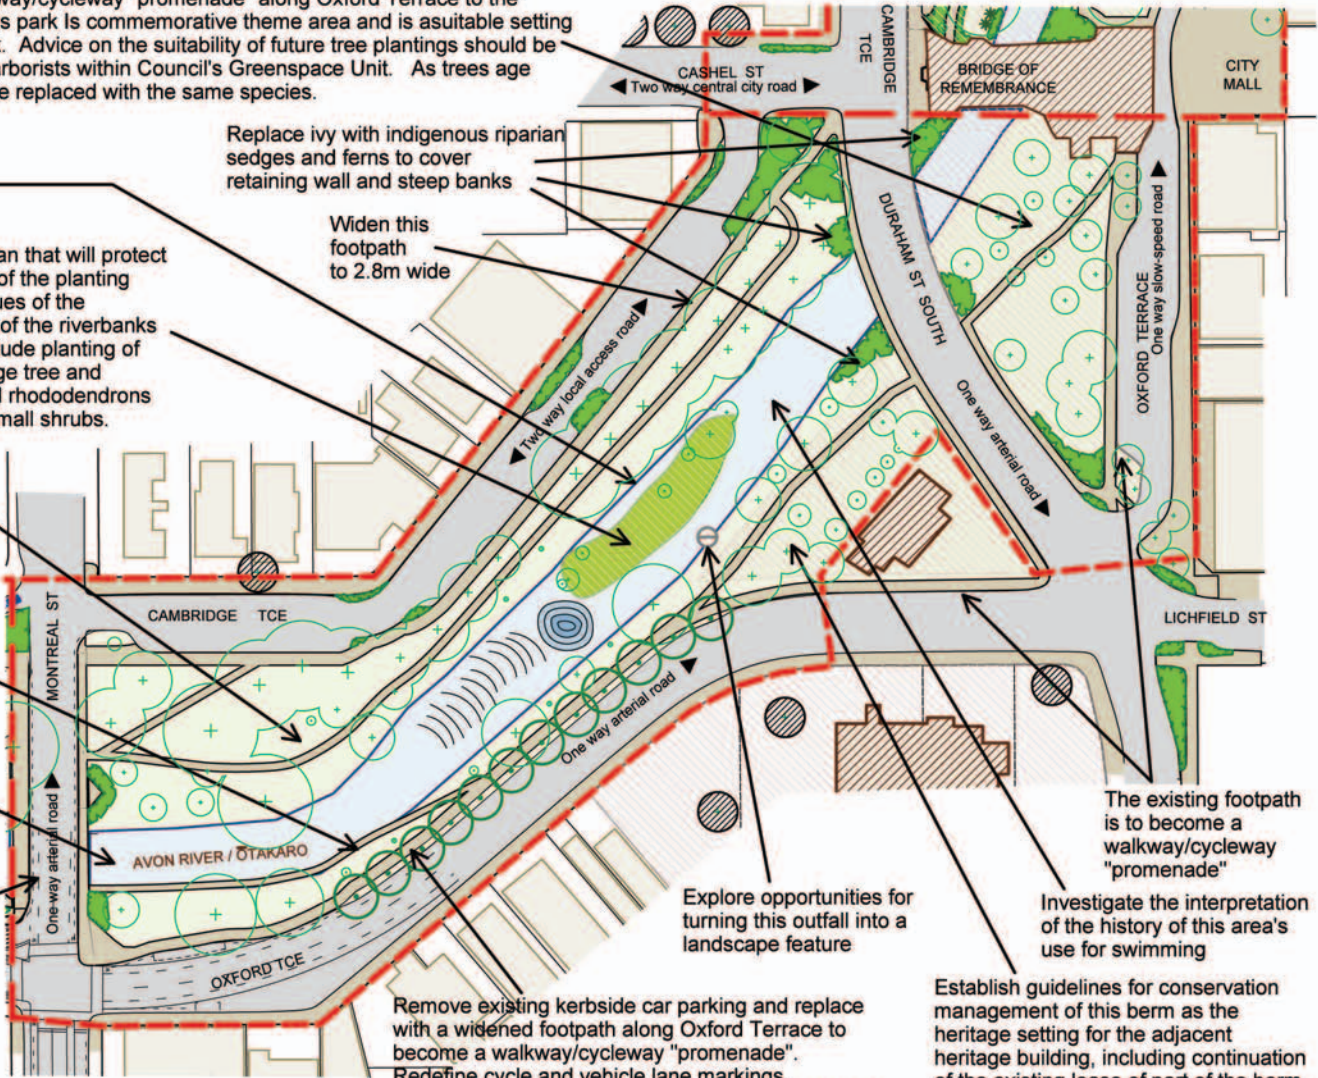 way/cycleway "promenade" along Oxford Terrace to the
s park Is commemorative theme area and is asuitable setting
Advice on the suitability of future tree plantings should be
arborists within Council's Greenspace Unit. As trees age
e replaced with the same species.
CASHEL ST
Two way central city road
CAMBRIDGE
TCE
BRIDGE OF
REMEMBRANCE
CITY
MALL
Replace ivy with indigenous riparian
sedges and ferns to cover
retaining wall and steep banks
Widen this
footpath
to 2.8m wide
an that will protect
of the planting
ues of the
of the riverbanks
ude planting of
ge tree and
rhododendrons
small shrubs.
Two way local access road
DURAHAM ST SOUTH
One way arterial road
OXFORD TERRACE
One way slow-speed road
MONTREAL ST
One way arterial road
CAMBRIDGE TCE
LICHFIELD ST
One way arterial road
AVON RIVER / ŌTAKARO
OXFORD TCE
The existing footpath
is to become a
walkway/cycleway
"promenade"
Explore opportunities for
turning this outfall into a
landscape feature
Investigate the interpretation
of the history of this area's
use for swimming
Remove existing kerbside car parking and replace
with a widened footpath along Oxford Terrace to
become a walkway/cycleway "promenade".
Redefine cycle and vehicle lane markings
Establish guidelines for conservation
management of this berm as the
heritage setting for the adjacent
heritage building, including continuation
of the existing lease of part of the berm